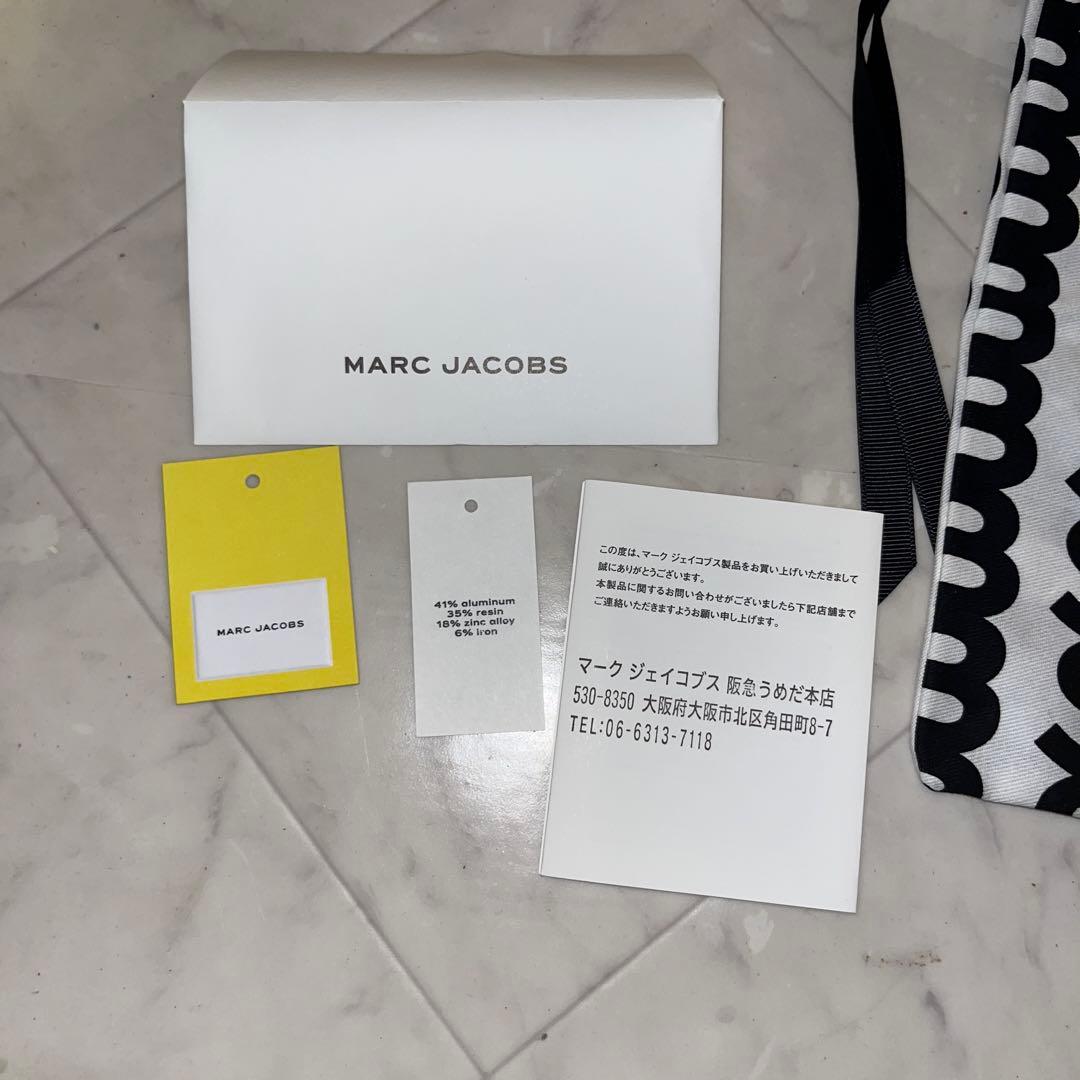 MARC JACOBS
MARC JACOBS
41% aluminum
35% resin
18% zinc alloy
6% iron
この度は、マーク ジェイコブス製品をお買い上げいただきまして
誠にありがとうございます。
本製品に関するお問い合わせがございましたら下記店舗まで
ご連絡いただきますようお願い申し上げます。
マーク ジェイコブス 阪急うめだ本店
530-8350 大阪府大阪市北区角田町8-7
TEL:06-6313-7118